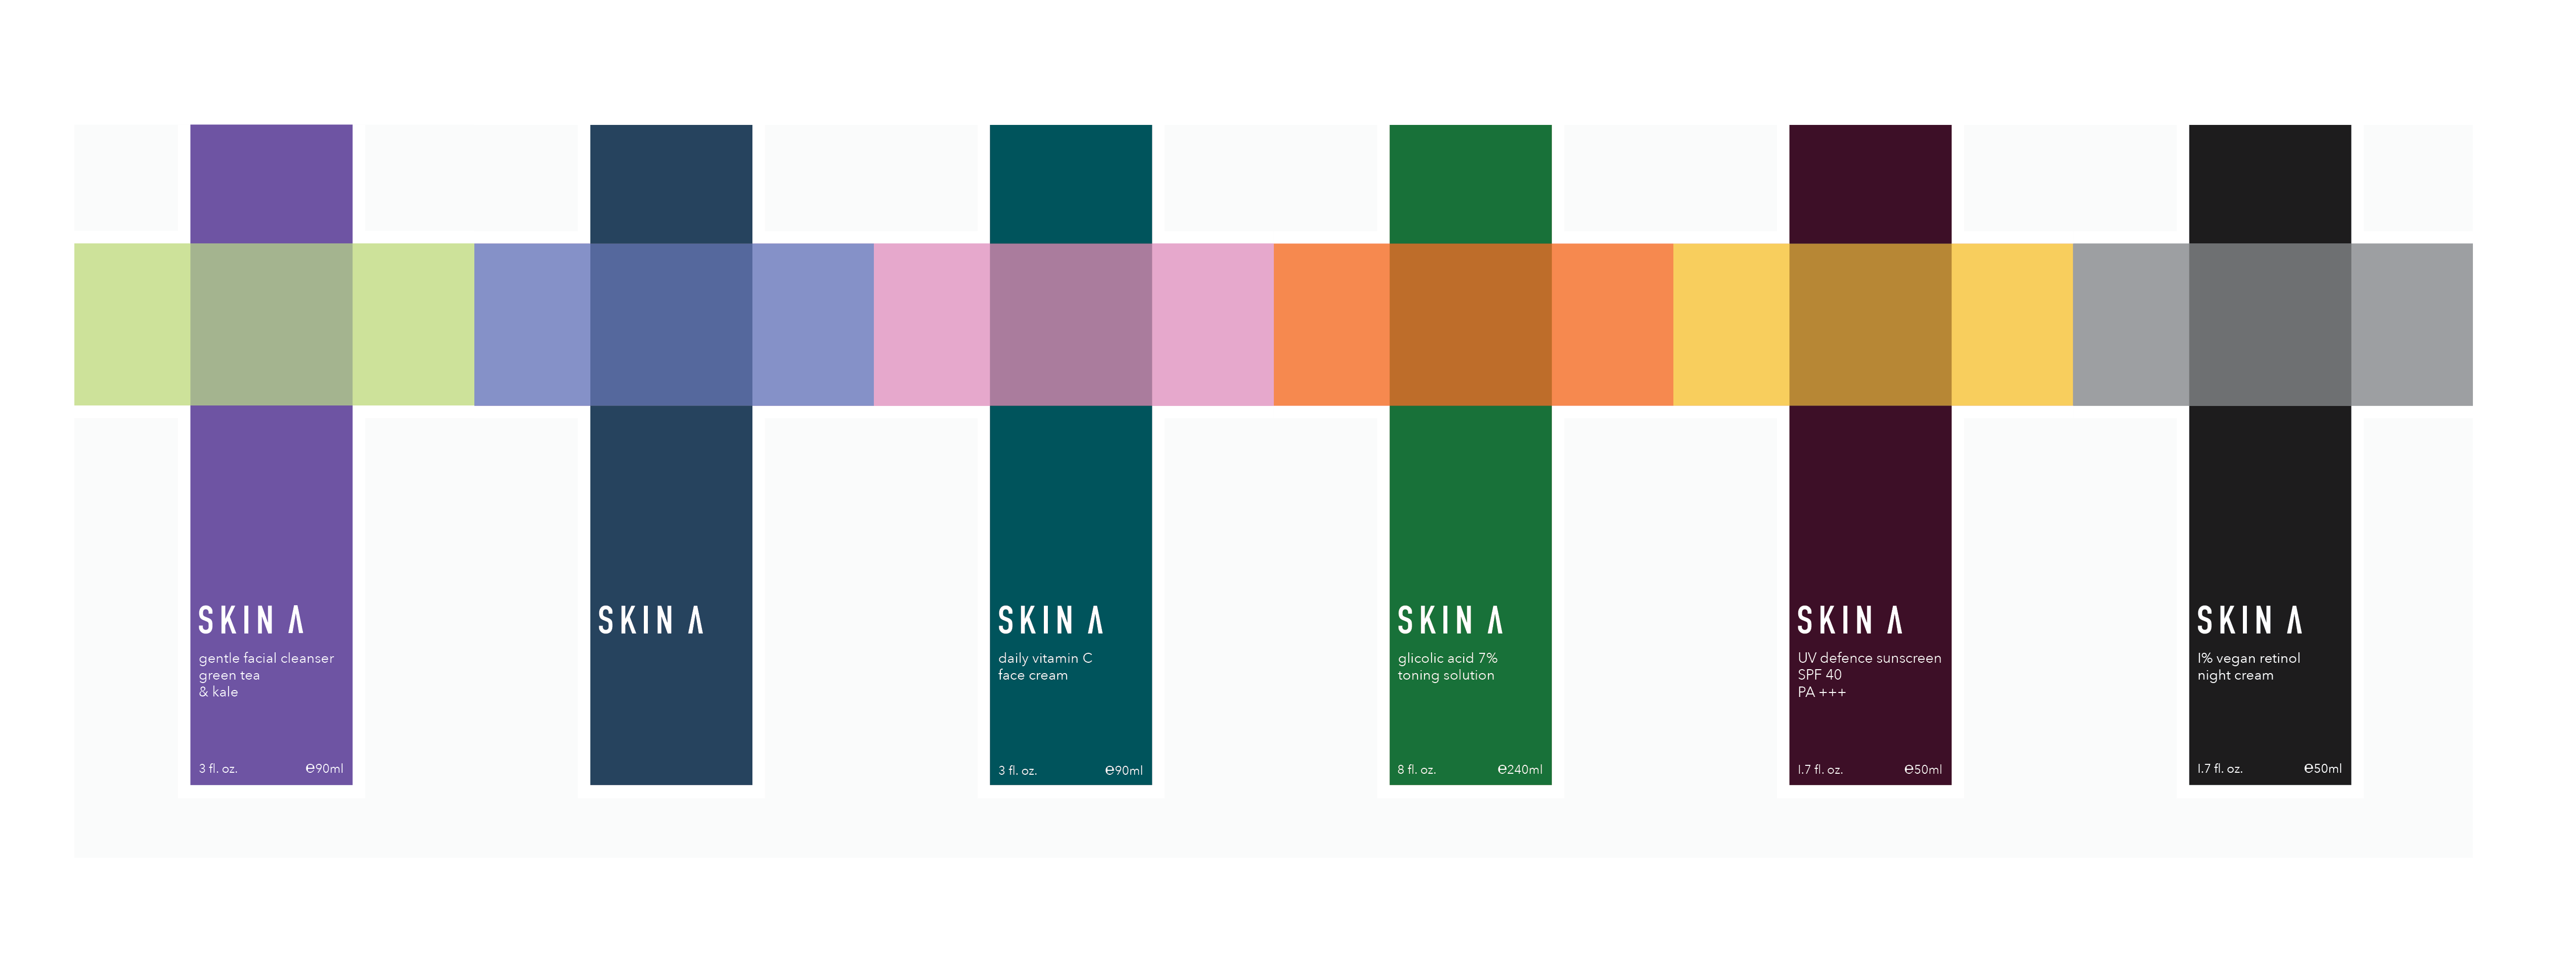 SKIN Λ
gentle facial cleanser
green tea
& kale
3 fl. oz. ℮90ml
SKIN Λ
SKIN Λ
daily vitamin C
face cream
3 fl. oz. ℮90ml
SKIN Λ
glicolic acid 7%
toning solution
8 fl. oz. ℮240ml
SKIN Λ
UV defence sunscreen
SPF 40
PA +++
1.7 fl. oz. ℮50ml
SKIN Λ
1% vegan retinol
night cream
1.7 fl. oz. ℮50ml